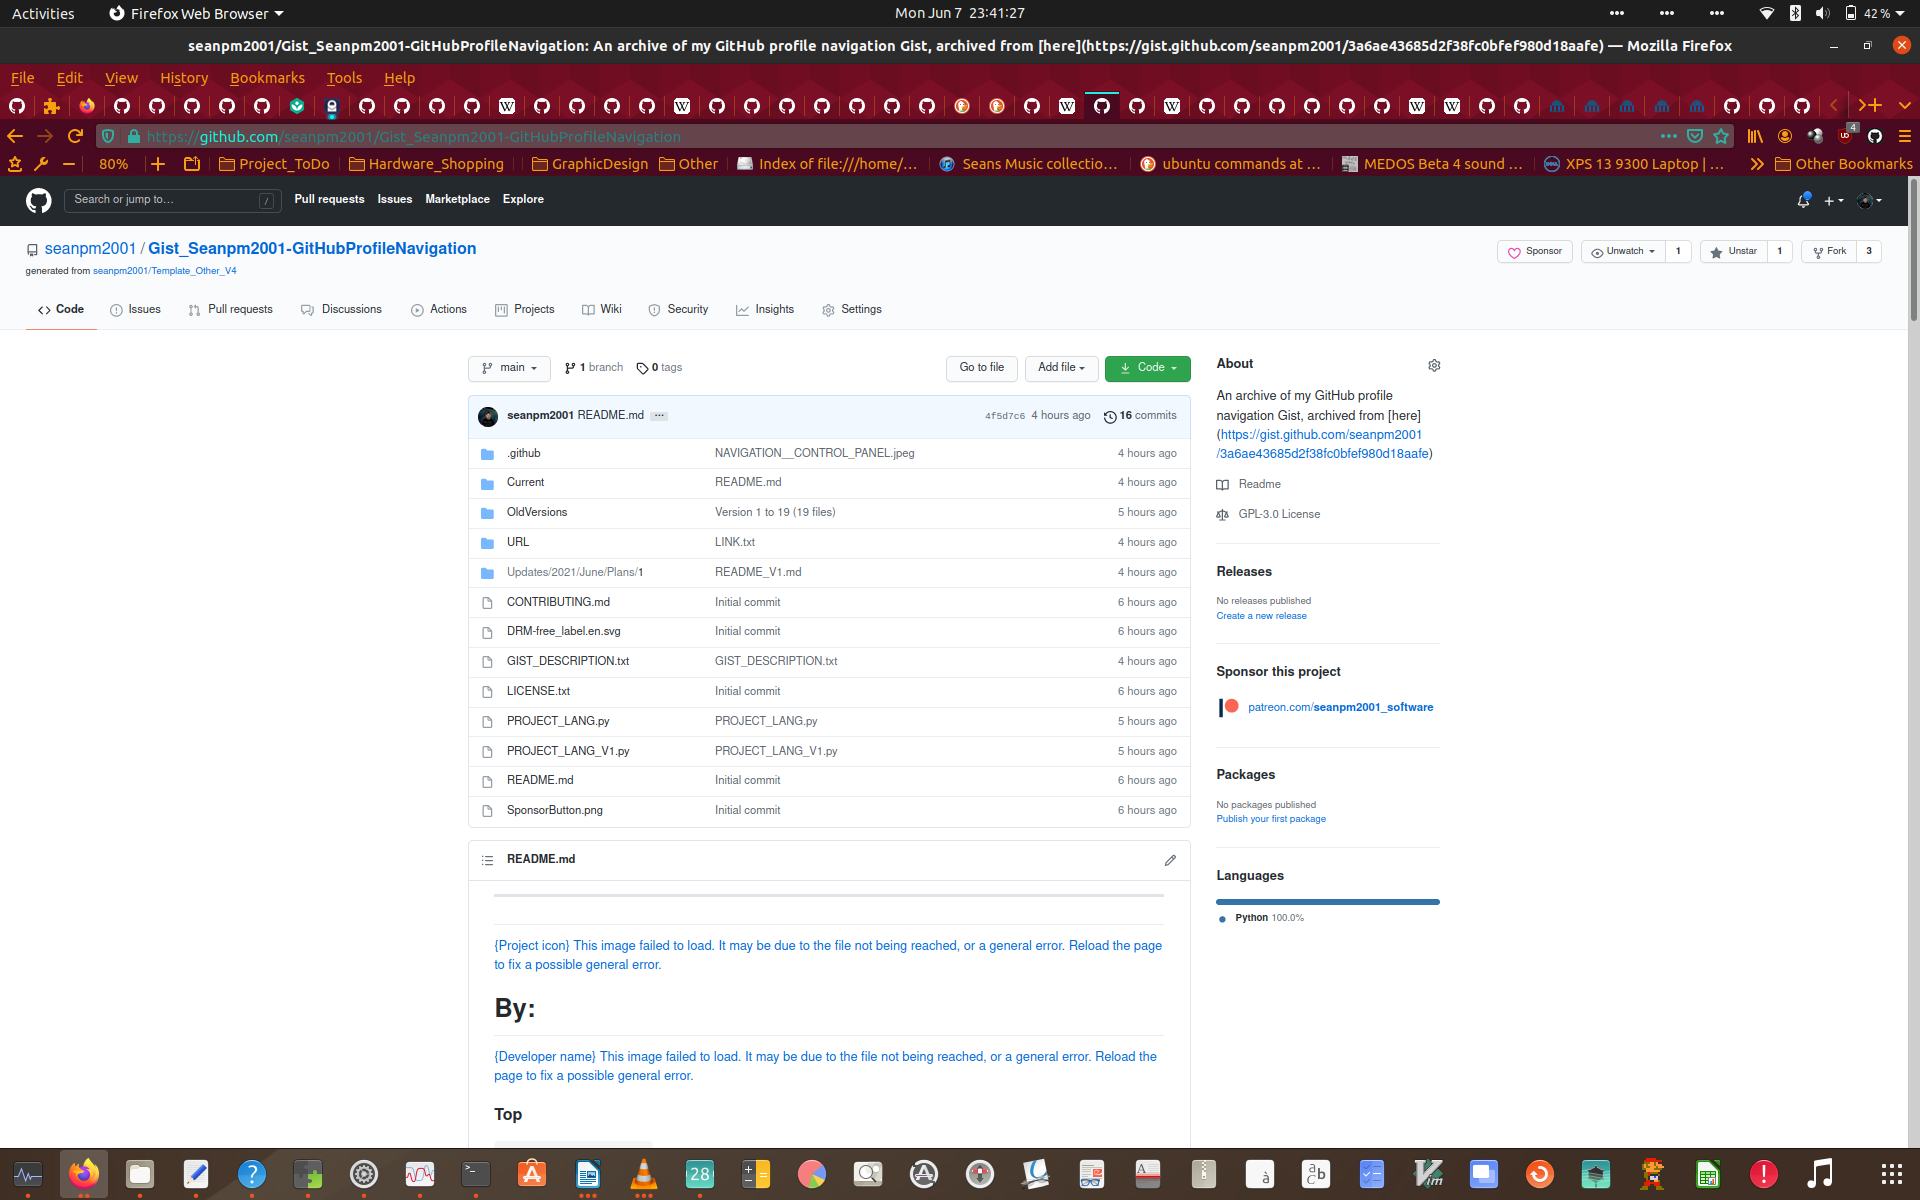 Activities
Firefox Web Browser
Mon Jun 7 23:41:27
42 %
seanpm2001/Gist_Seanpm2001-GitHubProfileNavigation: An archive of my GitHub profile navigation Gist, archived from [here](https://gist.github.com/seanpm2001/3a6ae43685d2f38fc0bfef980d18aafe) — Mozilla Firefox
File Edit View History Bookmarks Tools Help
https://github.com/seanpm2001/Gist_Seanpm2001-GitHubProfileNavigation
4
80%
Project_ToDo
Hardware_Shopping
GraphicDesign
Other
Index of file:///home/...
Seans Music collectio...
ubuntu commands at ...
MEDOS Beta 4 sound ...
XPS 13 9300 Laptop | ...
Other Bookmarks
Search or jump to...
/
Pull requests Issues Marketplace Explore
seanpm2001 / Gist_Seanpm2001-GitHubProfileNavigation
generated from seanpm2001/Template_Other_V4
Sponsor
Unwatch 1
Unstar 1
Fork 3
Code
Issues
Pull requests
Discussions
Actions
Projects
Wiki
Security
Insights
Settings
main
1 branch
0 tags
Go to file
Add file
Code
seanpm2001 README.md ...
4f5d7c6 4 hours ago
16 commits
.github NAVIGATION__CONTROL_PANEL.jpeg 4 hours ago
Current README.md 4 hours ago
OldVersions Version 1 to 19 (19 files) 5 hours ago
URL LINK.txt 4 hours ago
Updates/2021/June/Plans/1 README_V1.md 4 hours ago
CONTRIBUTING.md Initial commit 6 hours ago
DRM-free_label.en.svg Initial commit 6 hours ago
GIST_DESCRIPTION.txt GIST_DESCRIPTION.txt 4 hours ago
LICENSE.txt Initial commit 6 hours ago
PROJECT_LANG.py PROJECT_LANG.py 5 hours ago
PROJECT_LANG_V1.py PROJECT_LANG_V1.py 5 hours ago
README.md Initial commit 6 hours ago
SponsorButton.png Initial commit 6 hours ago
README.md
{Project icon} This image failed to load. It may be due to the file not being reached, or a general error. Reload the page
to fix a possible general error.
By:
{Developer name} This image failed to load. It may be due to the file not being reached, or a general error. Reload the
page to fix a possible general error.
Top
About
An archive of my GitHub profile
navigation Gist, archived from [here]
(https://gist.github.com/seanpm2001
/3a6ae43685d2f38fc0bfef980d18aafe)
Readme
GPL-3.0 License
Releases
No releases published
Create a new release
Sponsor this project
patreon.com/seanpm2001_software
Packages
No packages published
Publish your first package
Languages
Python 100.0%
28